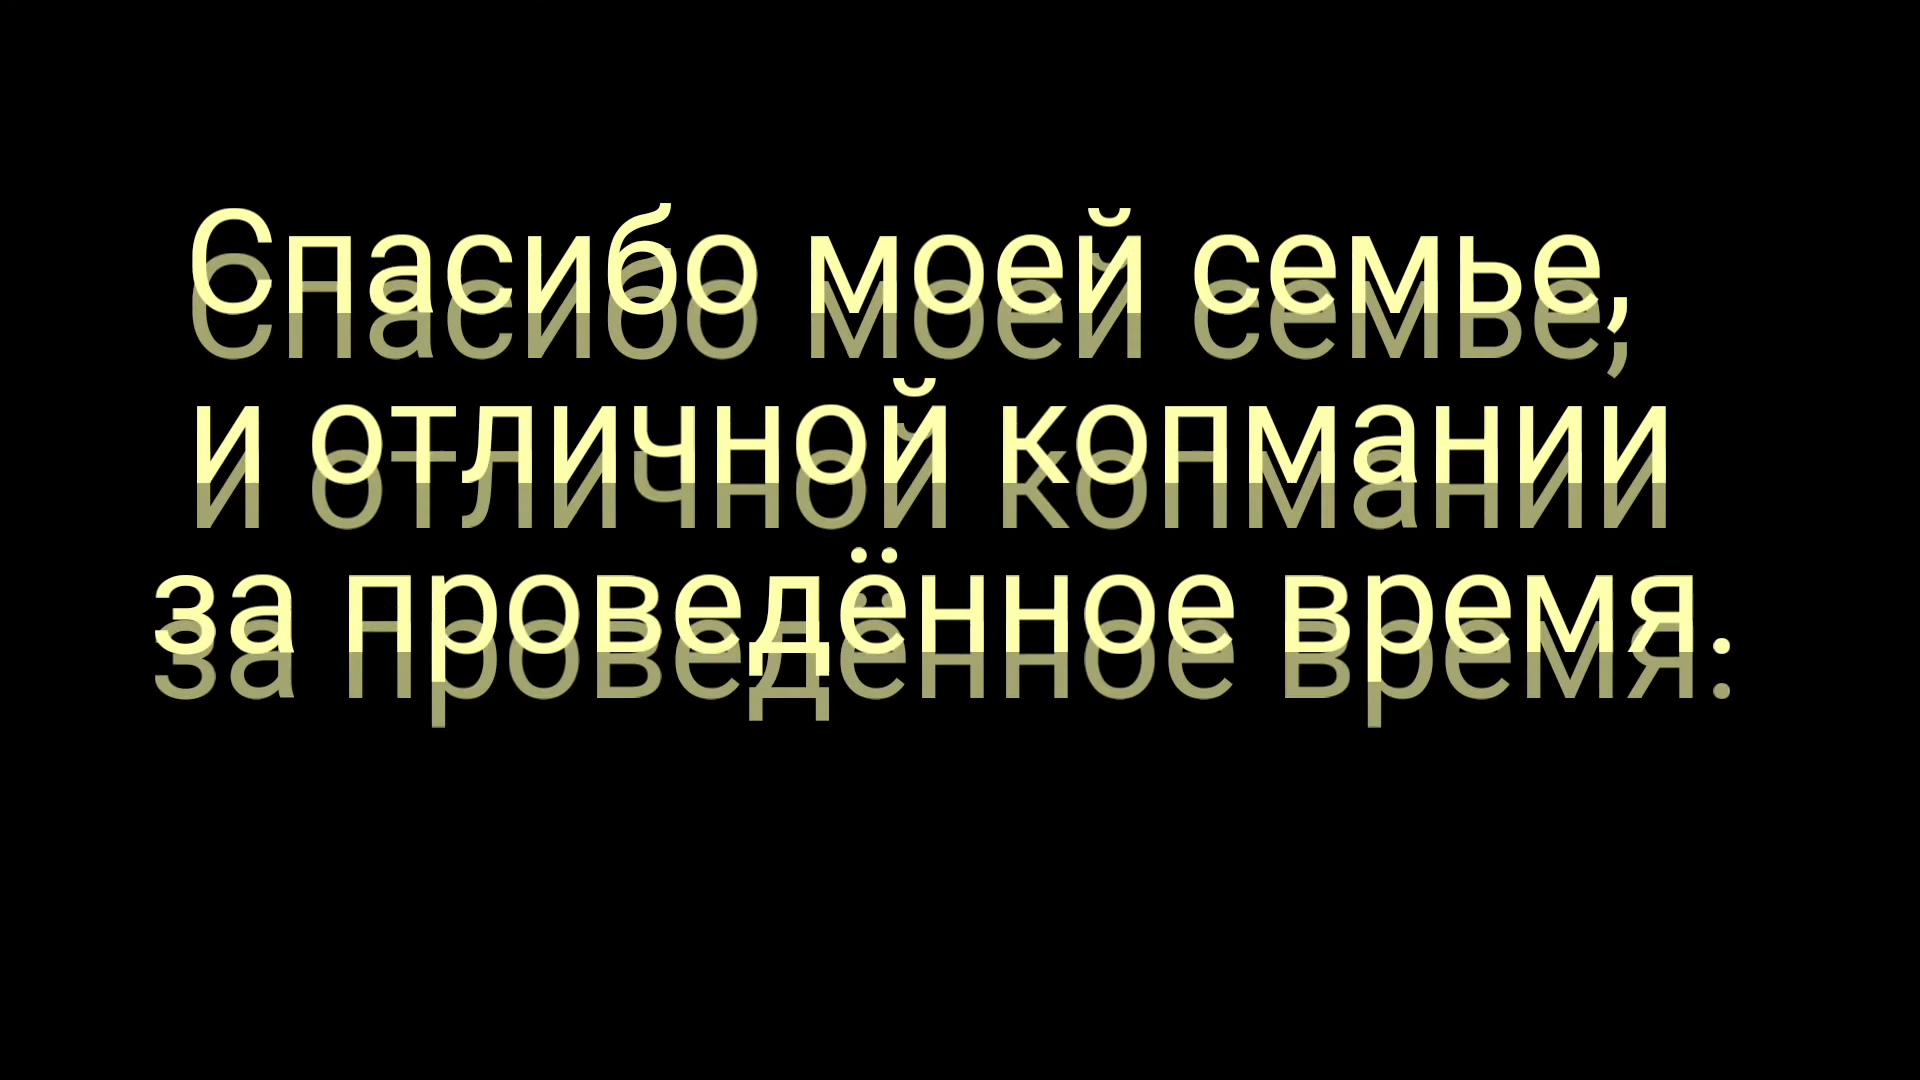 Спасибо моей семье,
и отличной копмании
за проведённое время.